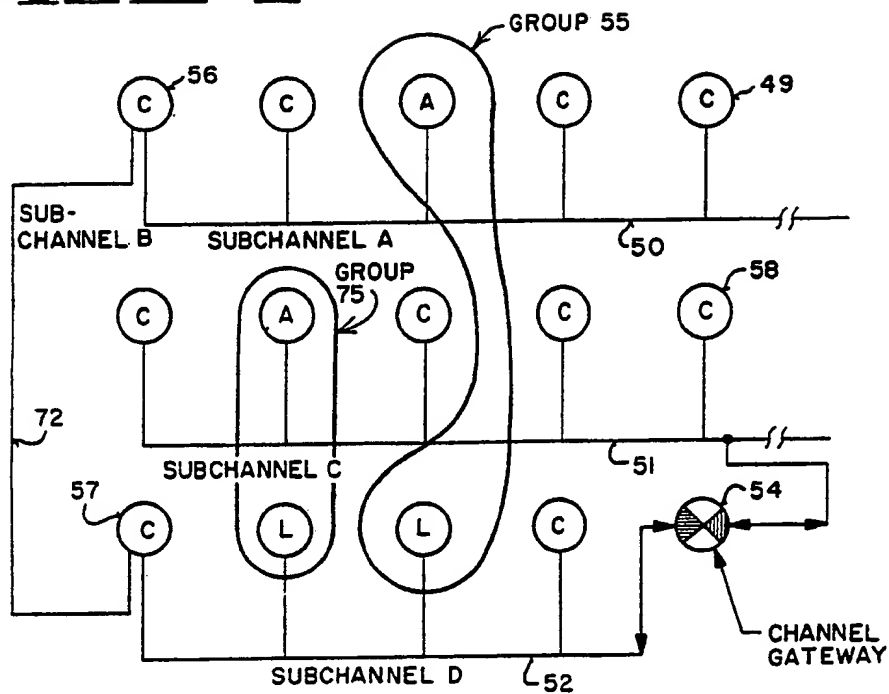 GROUP 55
56
C
C
A
C
C
49
SUB-
CHANNEL B
SUBCHANNEL A
50
GROUP
75
58
C
A
C
C
C
72
SUBCHANNEL C
51
57
54
C
L
L
C
CHANNEL
GATEWAY
SUBCHANNEL D
52